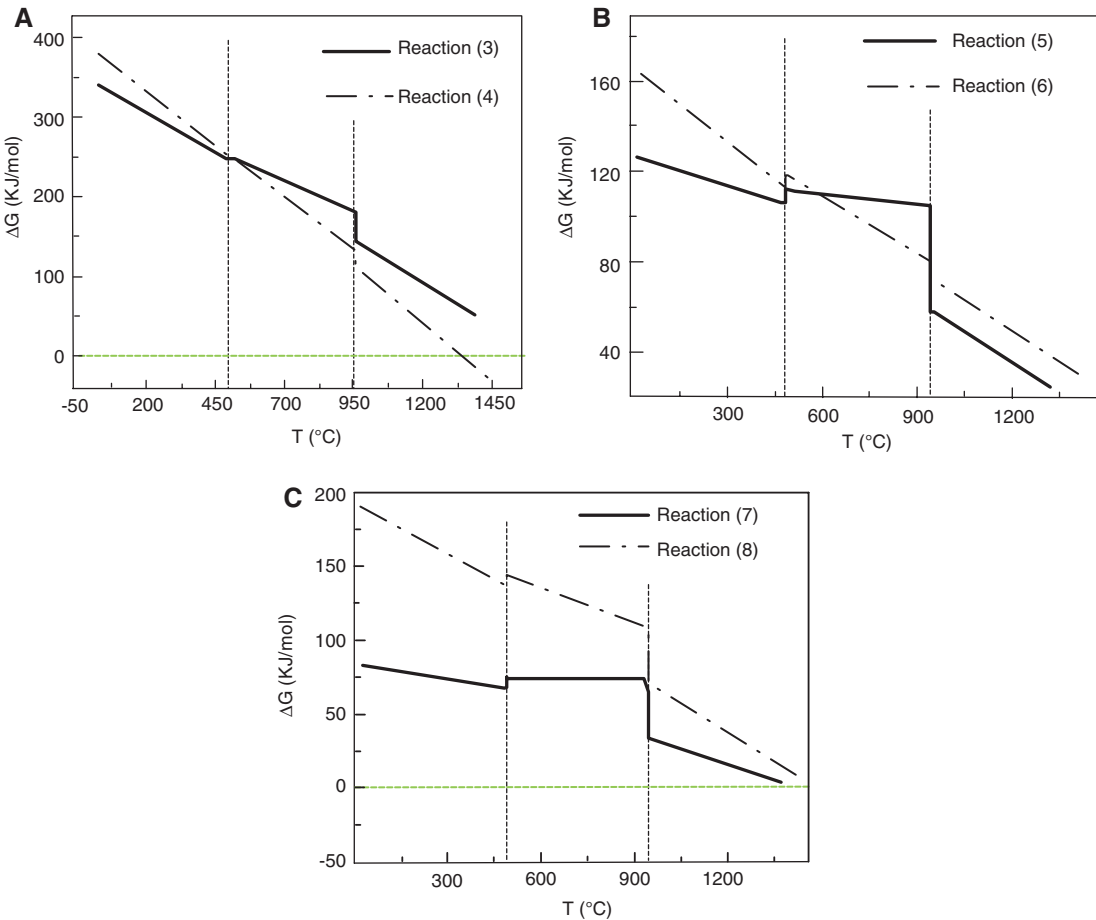 A
Reaction (3)
Reaction (4)
400
300
200
100
0
ΔG (KJ/mol)
-50 200 450 700 950 1200 1450
T (°C)
B
Reaction (5)
Reaction (6)
160
120
80
40
ΔG (KJ/mol)
300 600 900 1200
T (°C)
C
Reaction (7)
Reaction (8)
200
150
100
50
0
-50
ΔG (KJ/mol)
300 600 900 1200
T (°C)